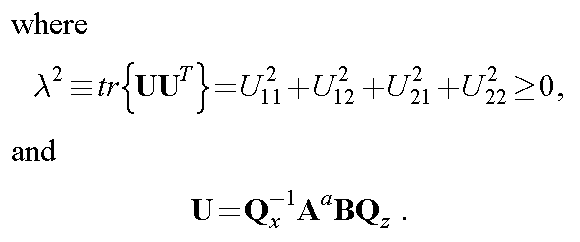 where
λ² ≡ tr{UUᵀ} = U₁₁² + U₁₂² + U₂₁² + U₂₂² ≥ 0,
and
U = Qₓ⁻¹AᵃBQ_z .